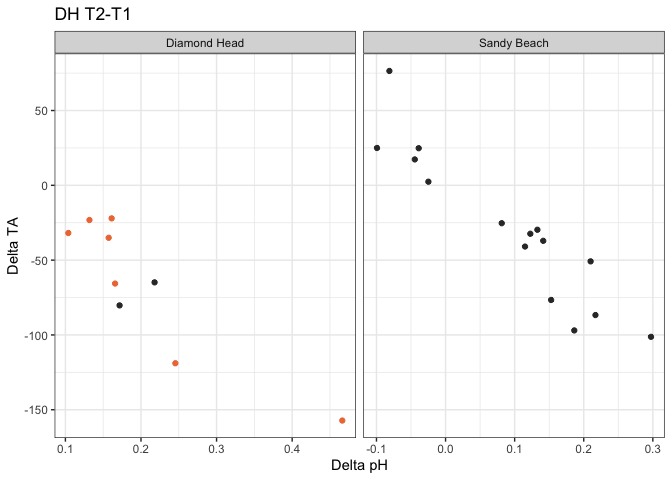 DH T2-T1
Diamond Head
Sandy Beach
50
0
-50
-100
-150
Delta TA
0.1 0.2 0.3 0.4
-0.1 0.0 0.1 0.2 0.3
Delta pH